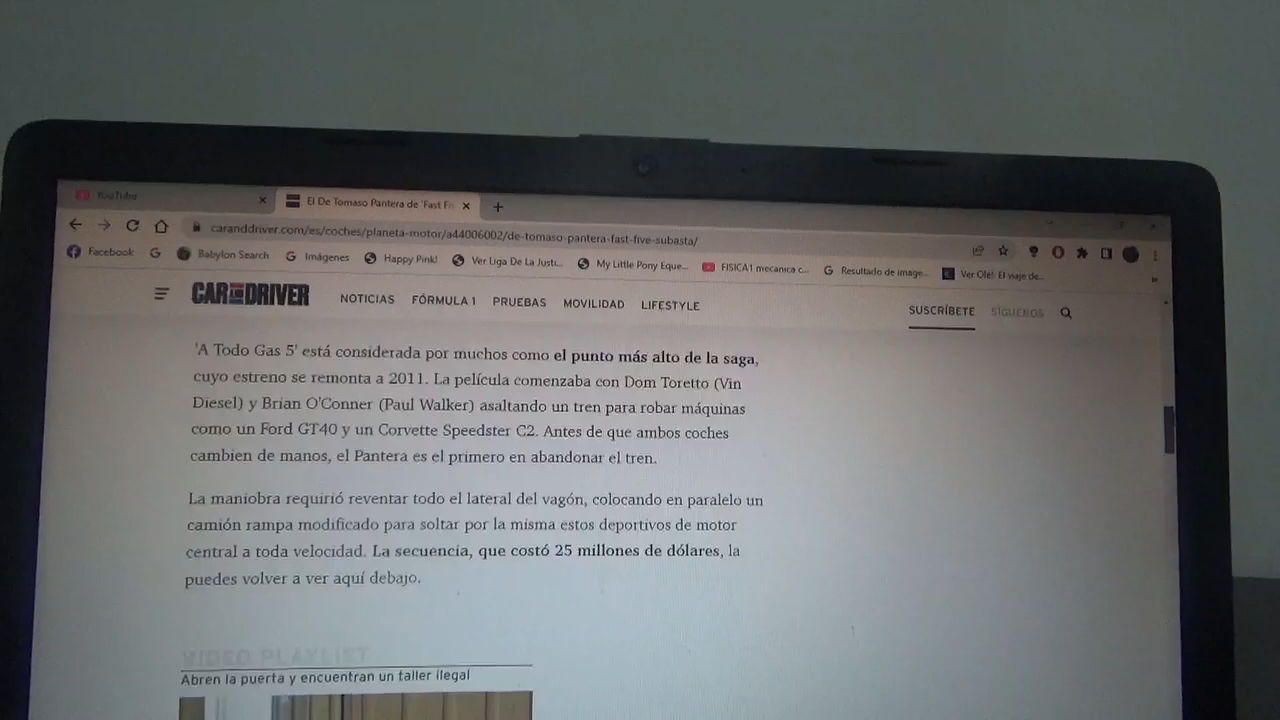 YouTube
El De Tomaso Pantera de 'Fast Fi
caranddriver.com/es/coches/planeta-motor/a44006002/de-tomaso-pantera-fast-five-subasta/
Facebook Babylon Search Imágenes Happy Pink! Ver Liga De La Justi... My Little Pony Eque... FISICA1 mecanica c... Resultado de image... Ver Olé!: El viaje de...
CAR AND DRIVER NOTICIAS FÓRMULA 1 PRUEBAS MOVILIDAD LIFESTYLE SUSCRÍBETE SÍGUENOS
'A Todo Gas 5' está considerada por muchos como el punto más alto de la saga,
cuyo estreno se remonta a 2011. La película comenzaba con Dom Toretto (Vin
Diesel) y Brian O'Conner (Paul Walker) asaltando un tren para robar máquinas
como un Ford GT40 y un Corvette Speedster C2. Antes de que ambos coches
cambien de manos, el Pantera es el primero en abandonar el tren.
La maniobra requirió reventar todo el lateral del vagón, colocando en paralelo un
camión rampa modificado para soltar por la misma estos deportivos de motor
central a toda velocidad. La secuencia, que costó 25 millones de dólares, la
puedes volver a ver aquí debajo.
VIDEO PLAYLIST
Abren la puerta y encuentran un taller ilegal